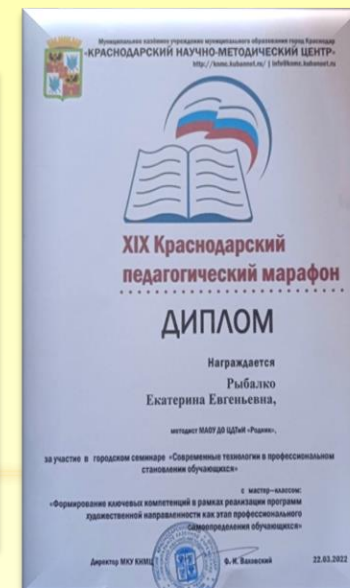 Муниципальное казённое учреждение муниципального образования город Краснодар
«КРАСНОДАРСКИЙ НАУЧНО-МЕТОДИЧЕСКИЙ ЦЕНТР»
http://knmc.kubannet.ru/ | info@knmc.kubannet.ru
XIX Краснодарский
педагогический марафон
ДИПЛОМ
Награждается
Рыбалко
Екатерина Евгеньевна,
методист МАОУ ДО ЦДТиИ «Родник»,
за участие в городском семинаре «Современные технологии в профессиональном
становлении обучающихся»
с мастер-классом:
«Формирование ключевых компетенций в рамках реализации программ
художественной направленности как этап профессионального
самоопределения обучающихся»
Директор МКУ КНМЦ
Ф. И. Ваховский
22.03.2022